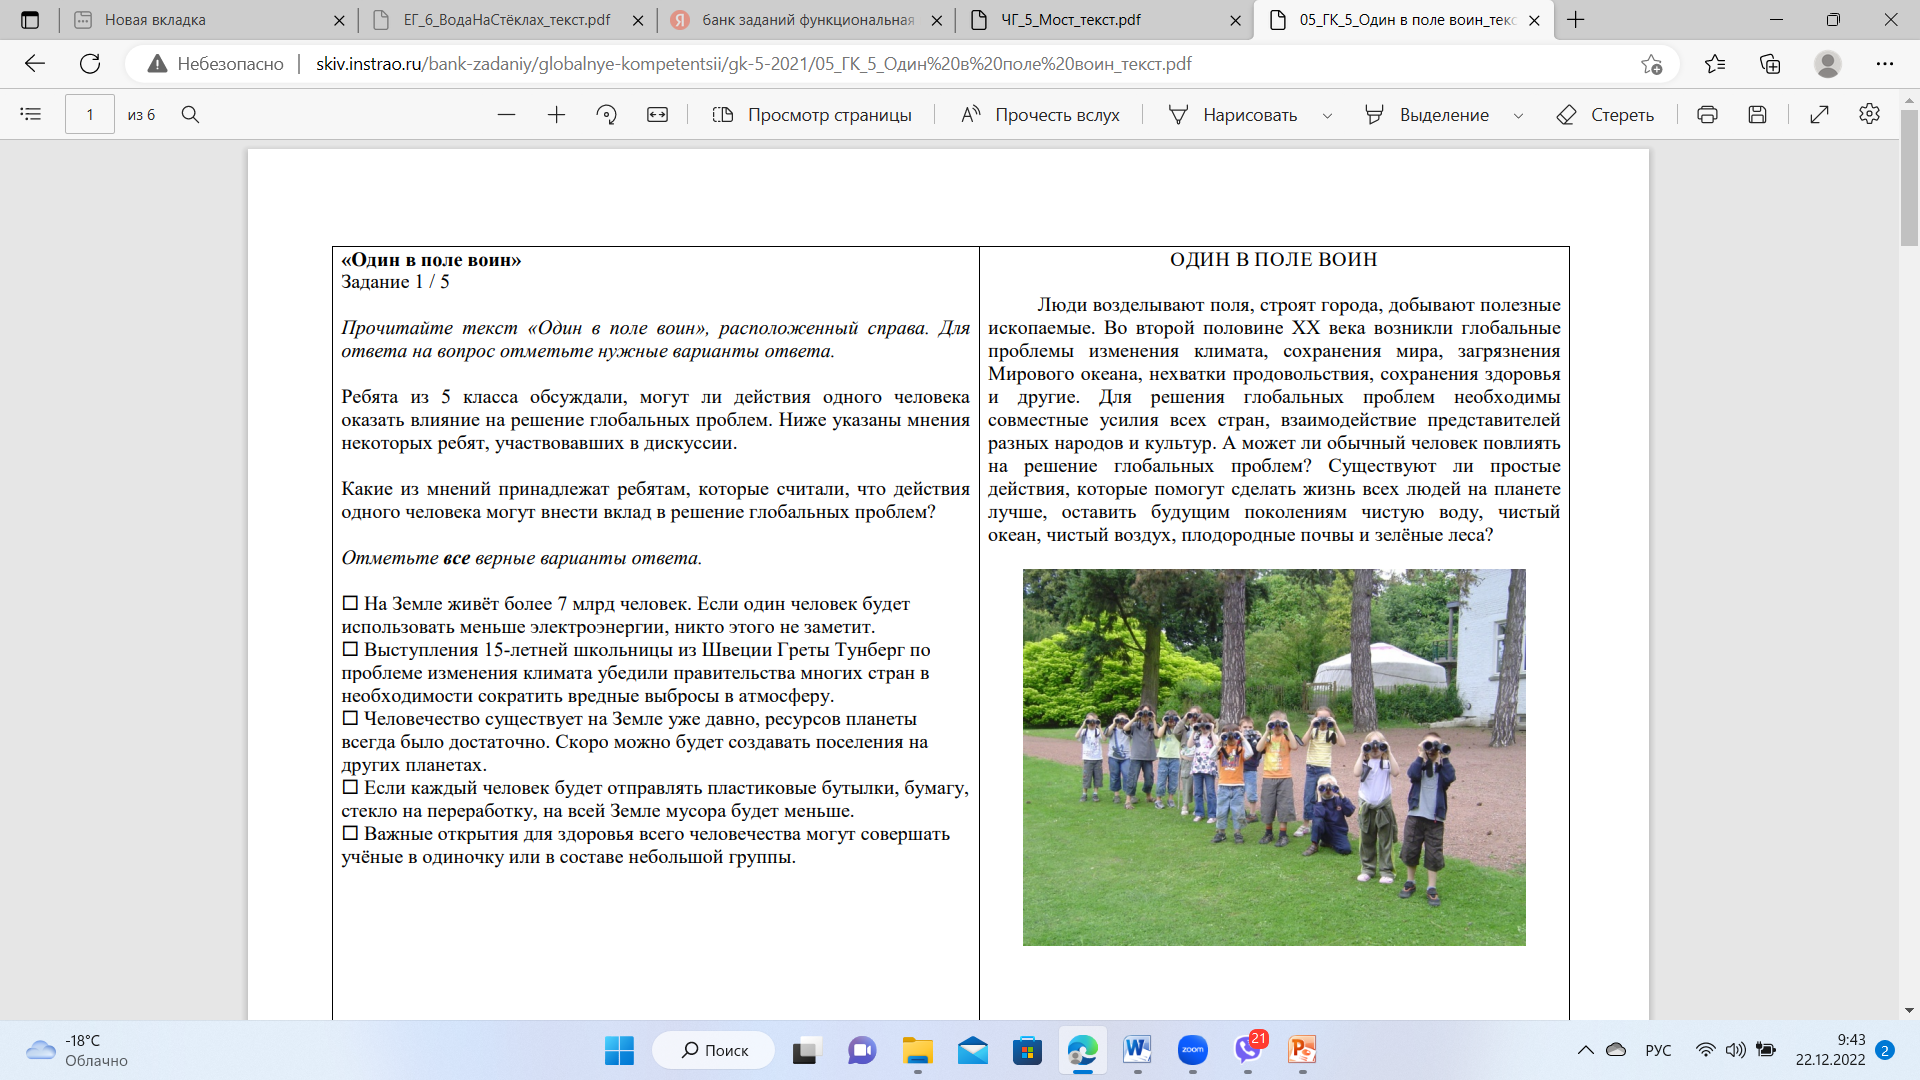 Новая вкладка
ЕГ_6_ВодаНаСтёклах_текст.pdf
банк заданий функциональная
ЧГ_5_Мост_текст.pdf
05_ГК_5_Один в поле воин_текс
Небезопасно
skiv.instrao.ru/bank-zadaniy/globalnye-kompetentsii/gk-5-2021/05_ГК_5_Один%20в%20поле%20воин_текст.pdf
1 из 6
Просмотр страницы
Прочесть вслух
Нарисовать
Выделение
Стереть
«Один в поле воин»
Задание 1 / 5
Прочитайте текст «Один в поле воин», расположенный справа. Для
ответа на вопрос отметьте нужные варианты ответа.
Ребята из 5 класса обсуждали, могут ли действия одного человека
оказать влияние на решение глобальных проблем. Ниже указаны мнения
некоторых ребят, участвовавших в дискуссии.
Какие из мнений принадлежат ребятам, которые считали, что действия
одного человека могут внести вклад в решение глобальных проблем?
Отметьте все верные варианты ответа.
☐ На Земле живёт более 7 млрд человек. Если один человек будет
использовать меньше электроэнергии, никто этого не заметит.
☐ Выступления 15-летней школьницы из Швеции Греты Тунберг по
проблеме изменения климата убедили правительства многих стран в
необходимости сократить вредные выбросы в атмосферу.
☐ Человечество существует на Земле уже давно, ресурсов планеты
всегда было достаточно. Скоро можно будет создавать поселения на
других планетах.
☐ Если каждый человек будет отправлять пластиковые бутылки, бумагу,
стекло на переработку, на всей Земле мусора будет меньше.
☐ Важные открытия для здоровья всего человечества могут совершать
учёные в одиночку или в составе небольшой группы.
ОДИН В ПОЛЕ ВОИН
Люди возделывают поля, строят города, добывают полезные
ископаемые. Во второй половине XX века возникли глобальные
проблемы изменения климата, сохранения мира, загрязнения
Мирового океана, нехватки продовольствия, сохранения здоровья
и другие. Для решения глобальных проблем необходимы
совместные усилия всех стран, взаимодействие представителей
разных народов и культур. А может ли обычный человек повлиять
на решение глобальных проблем? Существуют ли простые
действия, которые помогут сделать жизнь всех людей на планете
лучше, оставить будущим поколениям чистую воду, чистый
океан, чистый воздух, плодородные почвы и зелёные леса?
-18°C
Облачно
Поиск
zoom
21
РУС
9:43
22.12.2022
2